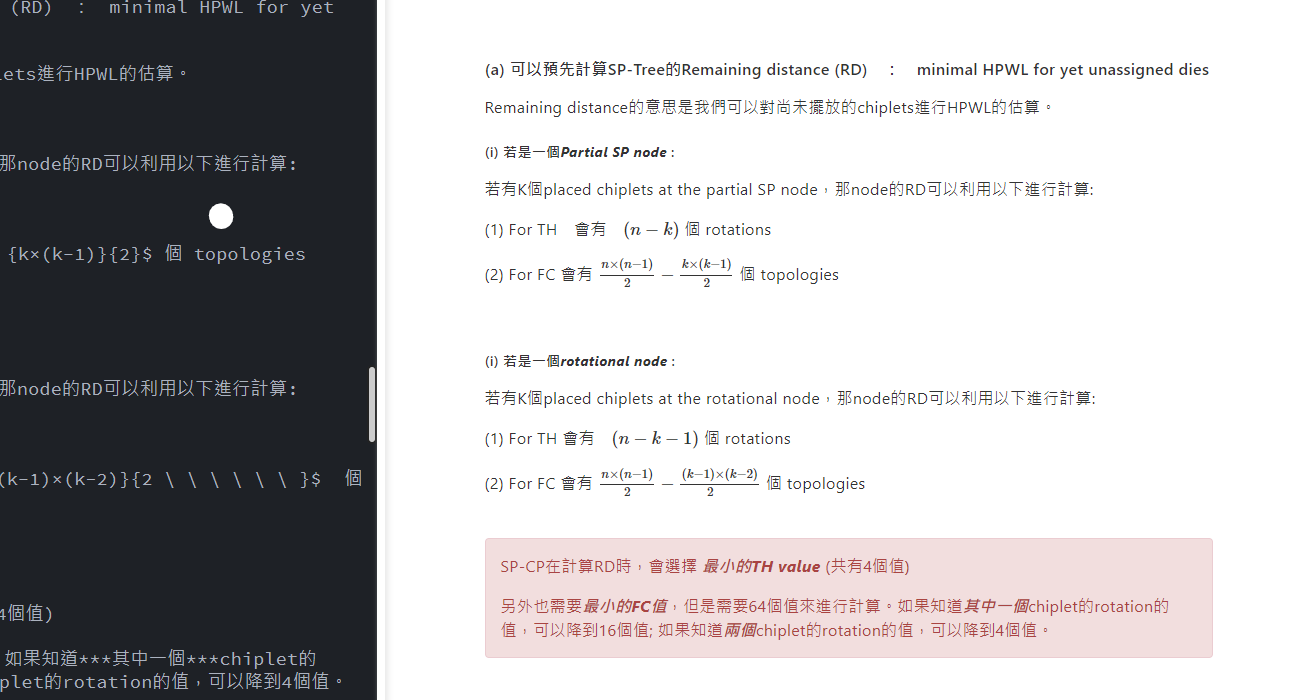 (RD) : minimal HPWL for yet
lets進行HPWL的估算。
那node的RD可以利用以下進行計算:
{k×(k-1)}{2}$ 個 topologies
那node的RD可以利用以下進行計算:
(k-1)×(k-2)}{2 \ \ \ \ \ \ }$ 個
4個值)
如果知道***其中一個***chiplet的
plet的rotation的值，可以降到4個值。
(a) 可以預先計算SP-Tree的Remaining distance (RD) : minimal HPWL for yet unassigned dies
Remaining distance的意思是我們可以對尚未擺放的chiplets進行HPWL的估算。
(i) 若是一個Partial SP node :
若有K個placed chiplets at the partial SP node，那node的RD可以利用以下進行計算:
(1) For TH 會有 (n − k) 個 rotations
(2) For FC 會有 n×(n−1)/2 − k×(k−1)/2 個 topologies
(i) 若是一個rotational node :
若有K個placed chiplets at the rotational node，那node的RD可以利用以下進行計算:
(1) For TH 會有 (n − k − 1) 個 rotations
(2) For FC 會有 n×(n−1)/2 − (k−1)×(k−2)/2 個 topologies
SP-CP在計算RD時，會選擇 最小的TH value (共有4個值)
另外也需要最小的FC值，但是需要64個值來進行計算。如果知道其中一個chiplet的rotation的
值，可以降到16個值; 如果知道兩個chiplet的rotation的值，可以降到4個值。